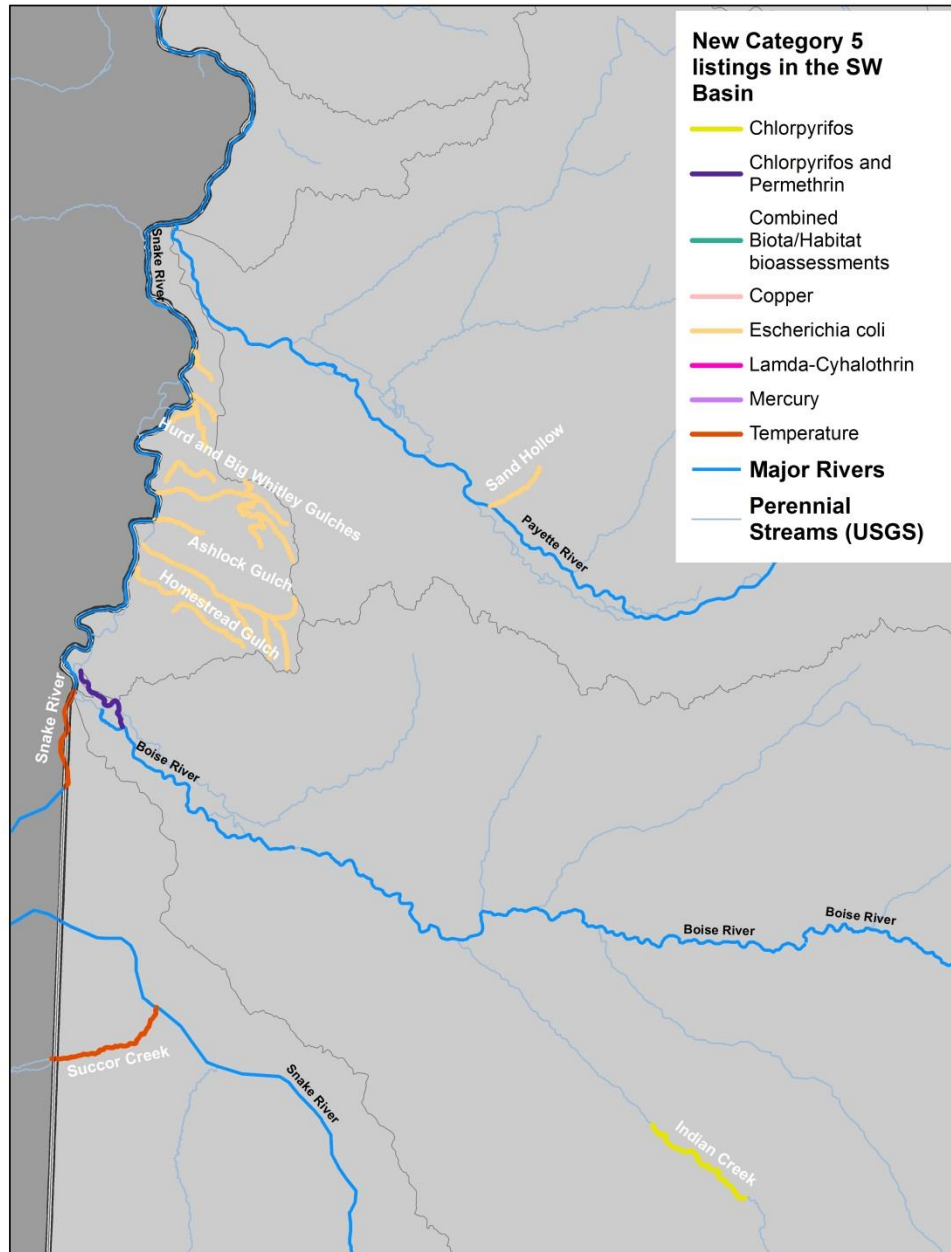 New Category 5
listings in the SW
Basin
Chlorpyrifos
Chlorpyrifos and
Permethrin
Combined
Biota/Habitat
bioassessments
Copper
Escherichia coli
Lamda-Cyhalothrin
Mercury
Temperature
Major Rivers
Perennial
Streams (USGS)
Snake River
Hurd and Big Whitley Gulches
Sand Hollow
Payette River
Ashlock Gulch
Homestread Gulch
Snake River
Boise River
Boise River
Boise River
Succor Creek
Snake River
Indian Creek